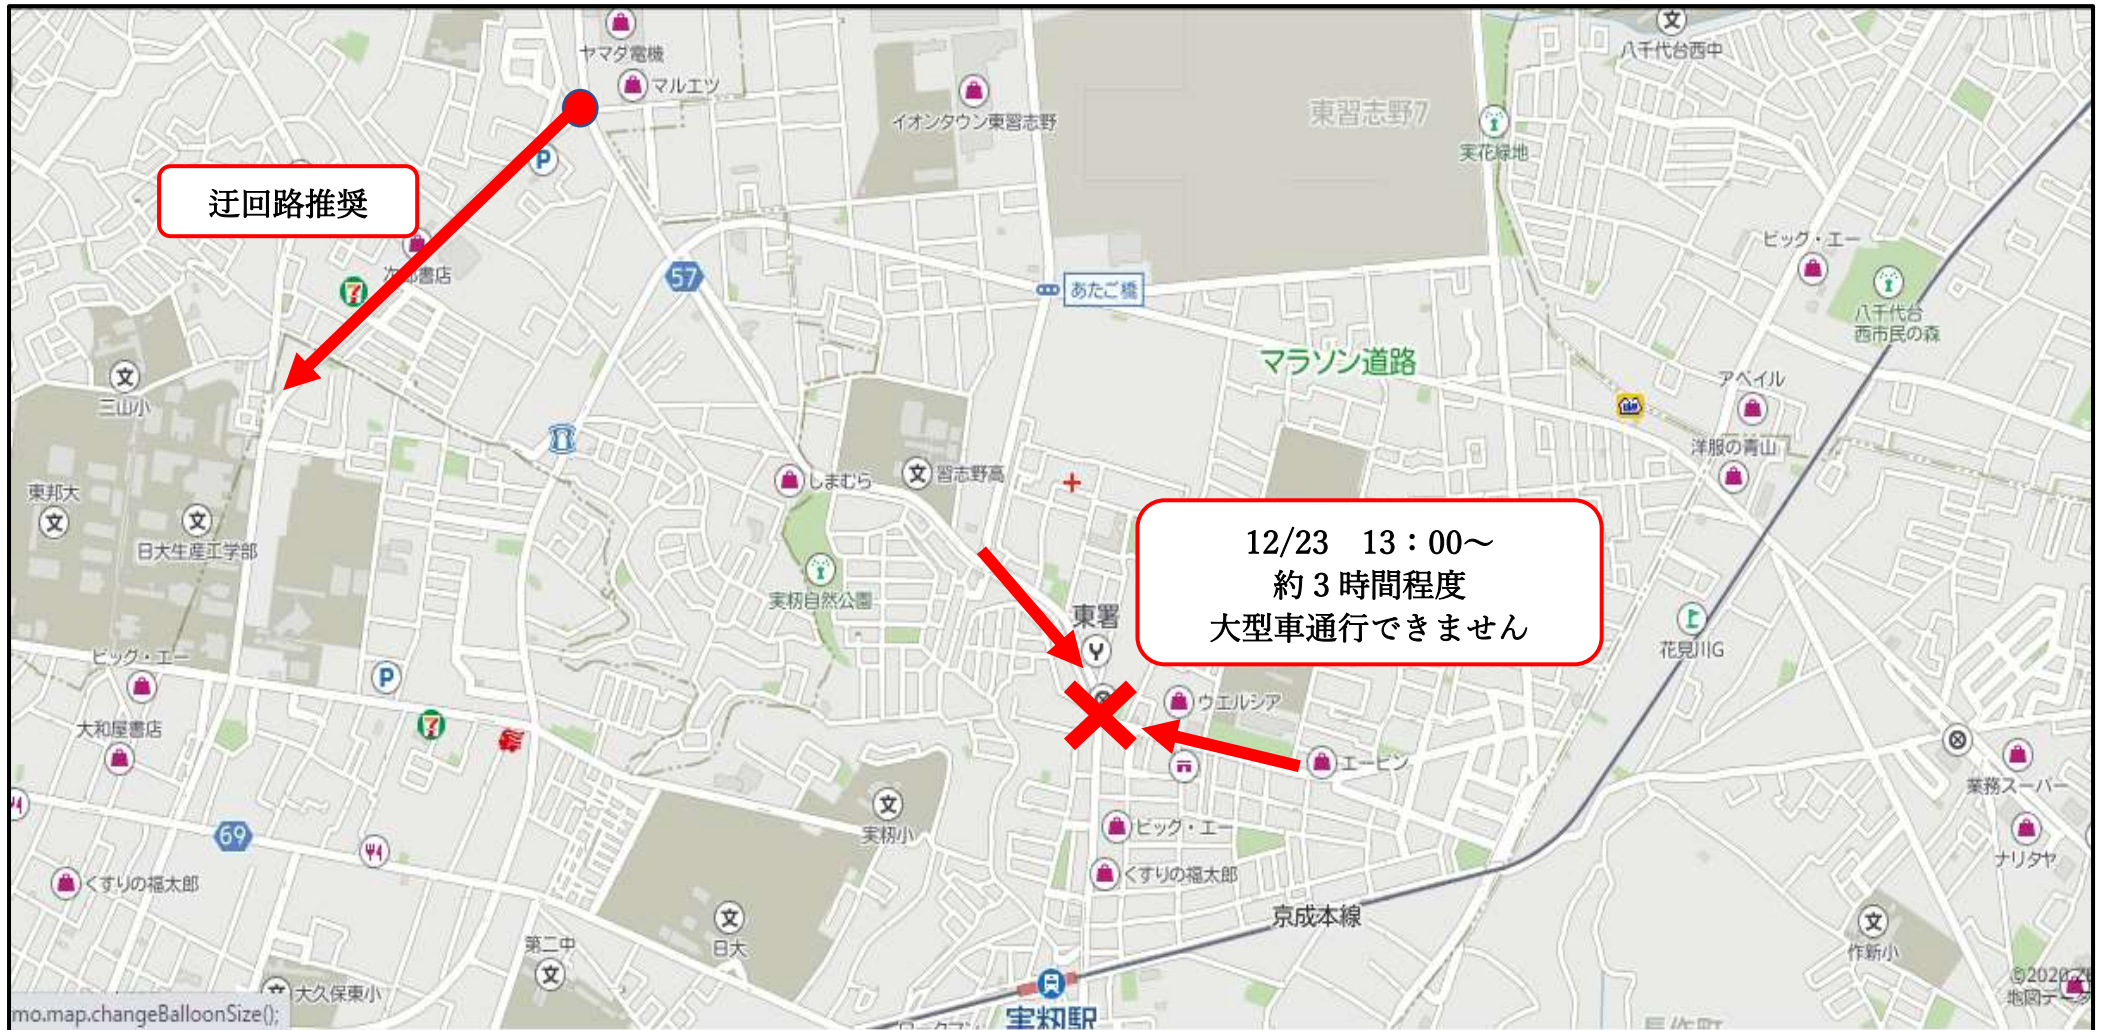 八千代台西中
ヤマダ電機
マルエツ
イオンタウン東習志野
東習志野7
実花緑地
P
迂回路推奨
ビッグ・エー
57
あたご橋
八千代台
西市民の森
7
マラソン道路
アベイル
三山小
洋服の青山
しまむら
習志野高
東邦大
日大生産工学部
12/23　13：00～
約３時間程度
大型車通行できません
実籾自然公園
東署
花見川G
ビッグ・エー
P
ウエルシア
大和屋書店
7
エービン
業務スーパー
実籾小
ビッグ・エー
69
ナリタヤ
くすりの福太郎
くすりの福太郎
京成本線
第二中
日大
作新小
大久保東小
©2020
地図データ
mo.map.changeBalloonSize();
実籾駅